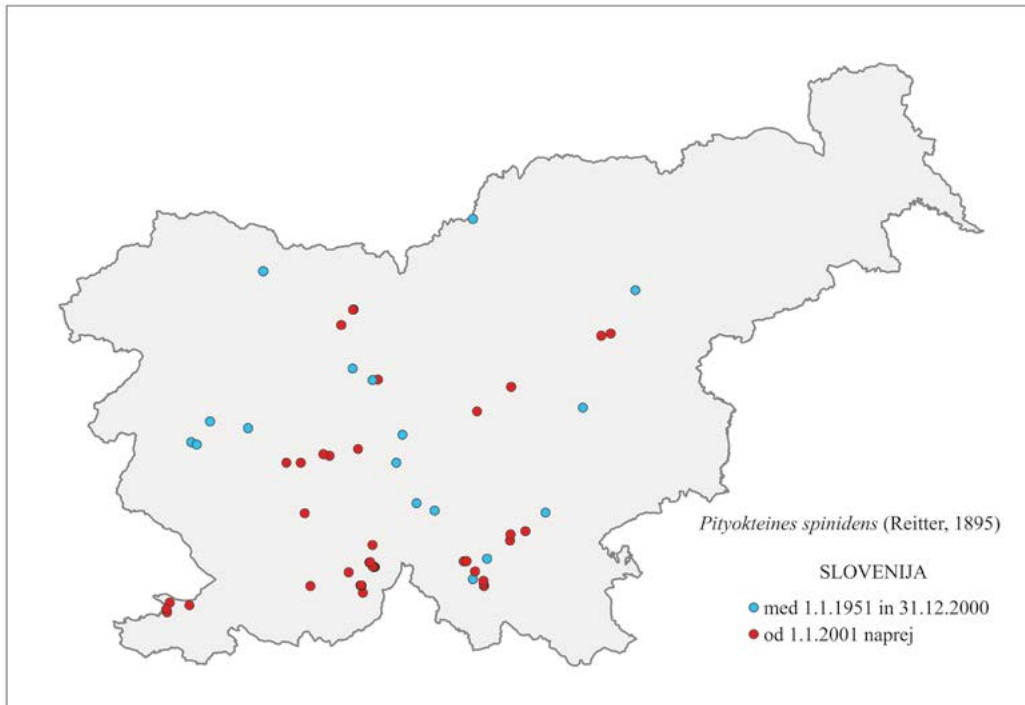 Pityokteines spinidens (Reitter, 1895)
SLOVENIJA
med 1.1.1951 in 31.12.2000
od 1.1.2001 naprej